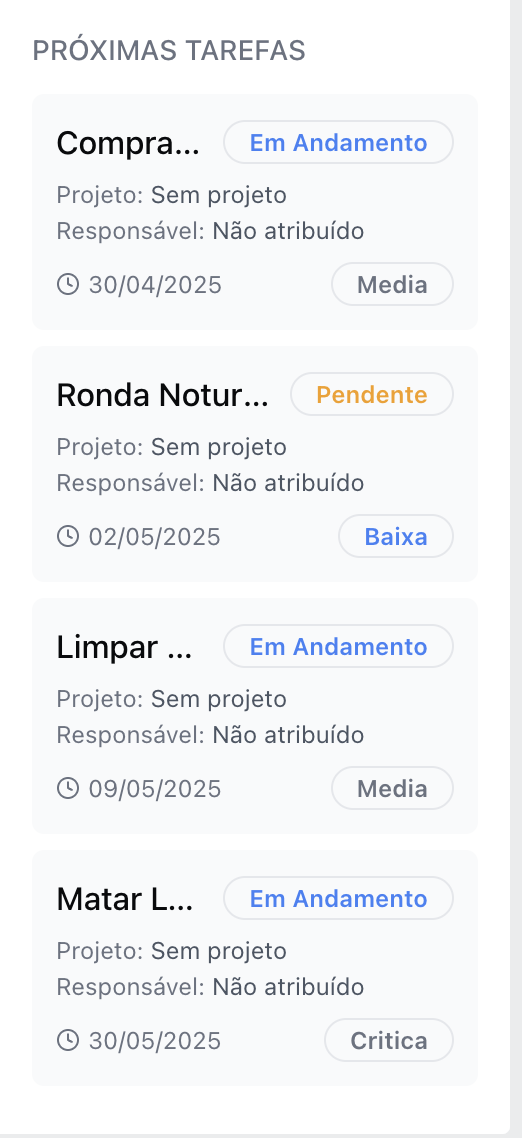 PRÓXIMAS TAREFAS
Compra... Em Andamento
Projeto: Sem projeto
Responsável: Não atribuído
30/04/2025 Media
Ronda Notur... Pendente
Projeto: Sem projeto
Responsável: Não atribuído
02/05/2025 Baixa
Limpar ... Em Andamento
Projeto: Sem projeto
Responsável: Não atribuído
09/05/2025 Media
Matar L... Em Andamento
Projeto: Sem projeto
Responsável: Não atribuído
30/05/2025 Critica